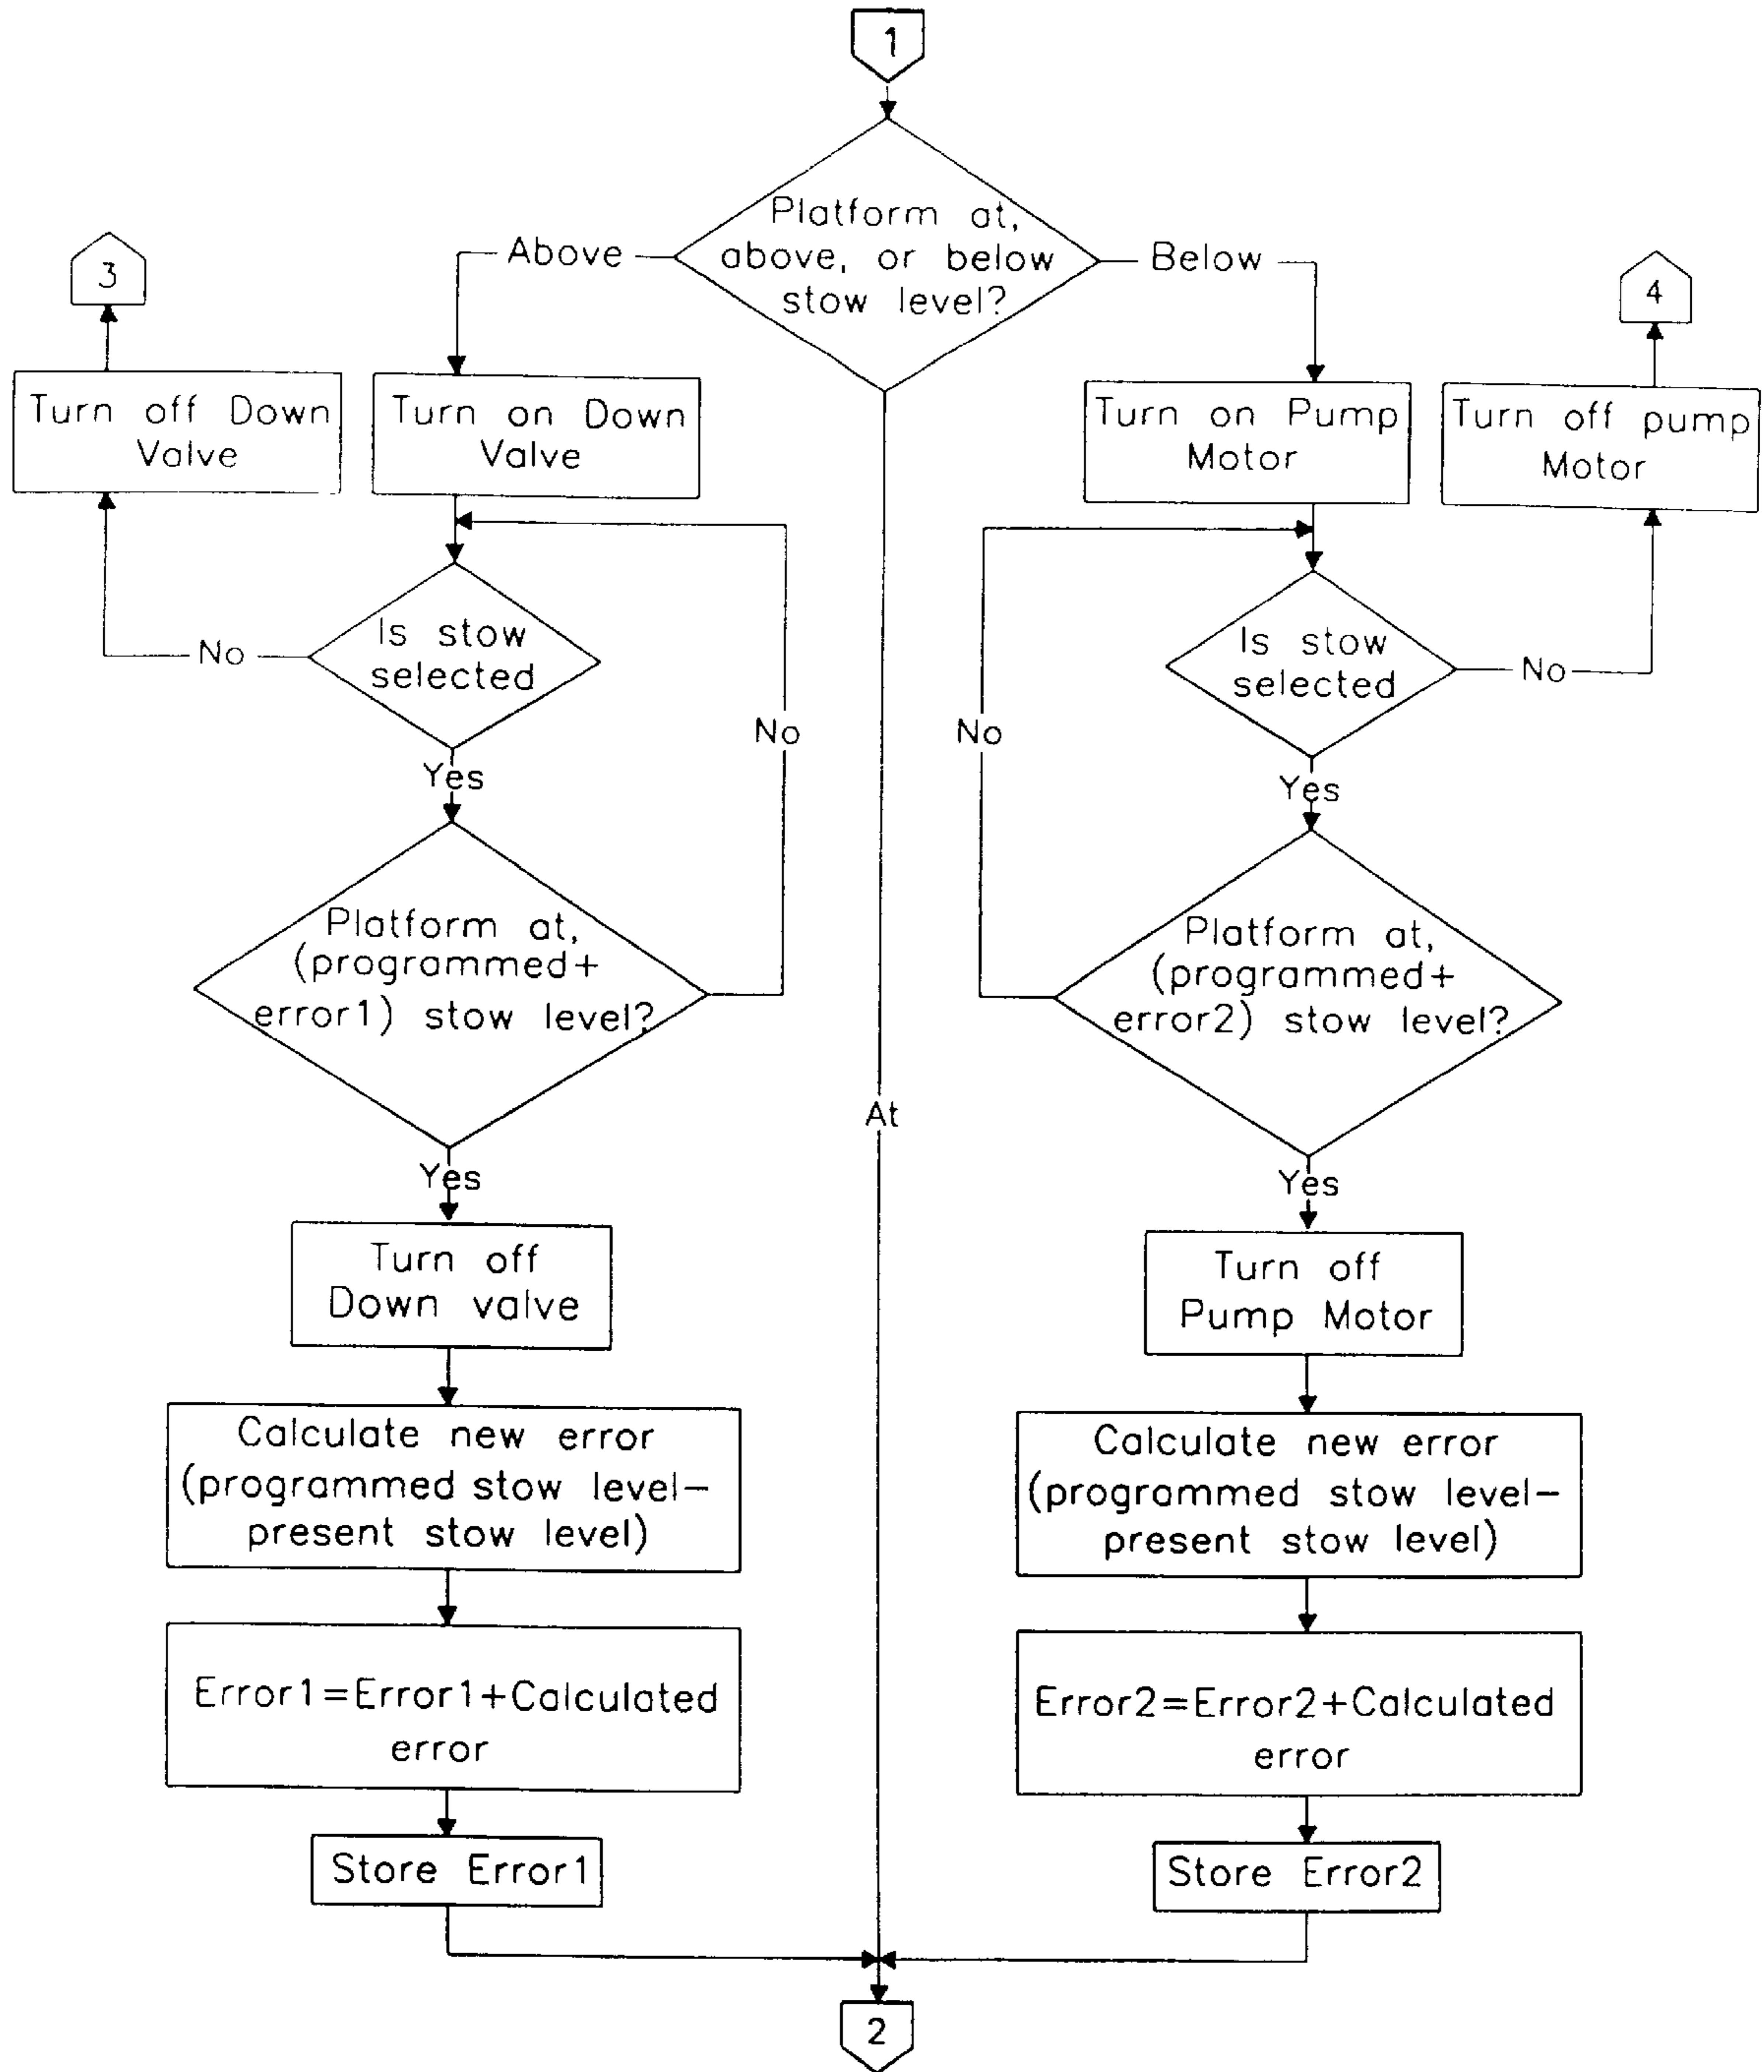 1
Platform at,
above, or below
stow level?
Above
Below
3
4
Turn off Down
Valve
Turn on Down
Valve
Turn on Pump
Motor
Turn off pump
Motor
Is stow
selected
No
Yes
No
Is stow
selected
No
Yes
No
Platform at,
(programmed+
error1) stow level?
Yes
Platform at,
(programmed+
error2) stow level?
Yes
At
Turn off
Down valve
Turn off
Pump Motor
Calculate new error
(programmed stow level-
present stow level)
Calculate new error
(programmed stow level-
present stow level)
Error1=Error1+Calculated
error
Error2=Error2+Calculated
error
Store Error1
Store Error2
2